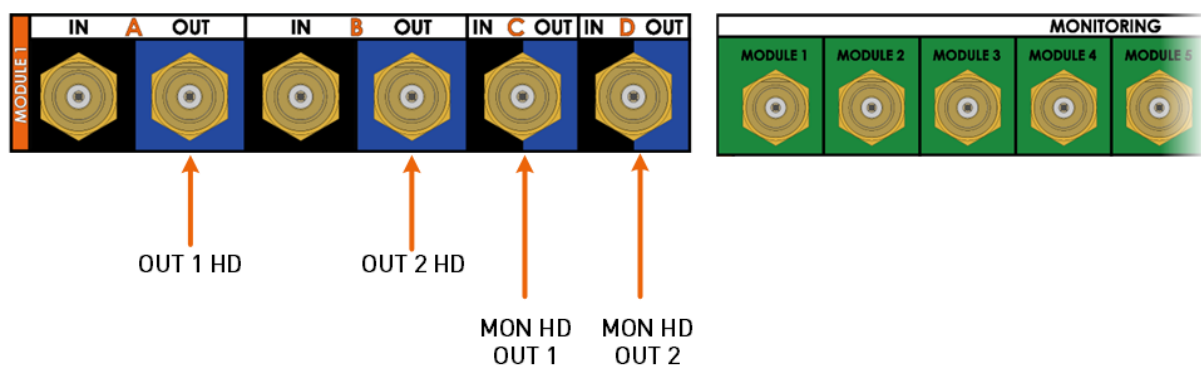 IN A OUT IN B OUT IN C OUT IN D OUT
MODULE 1
MONITORING
MODULE 1 MODULE 2 MODULE 3 MODULE 4 MODULE 5
OUT 1 HD
OUT 2 HD
MON HD
OUT 1
MON HD
OUT 2